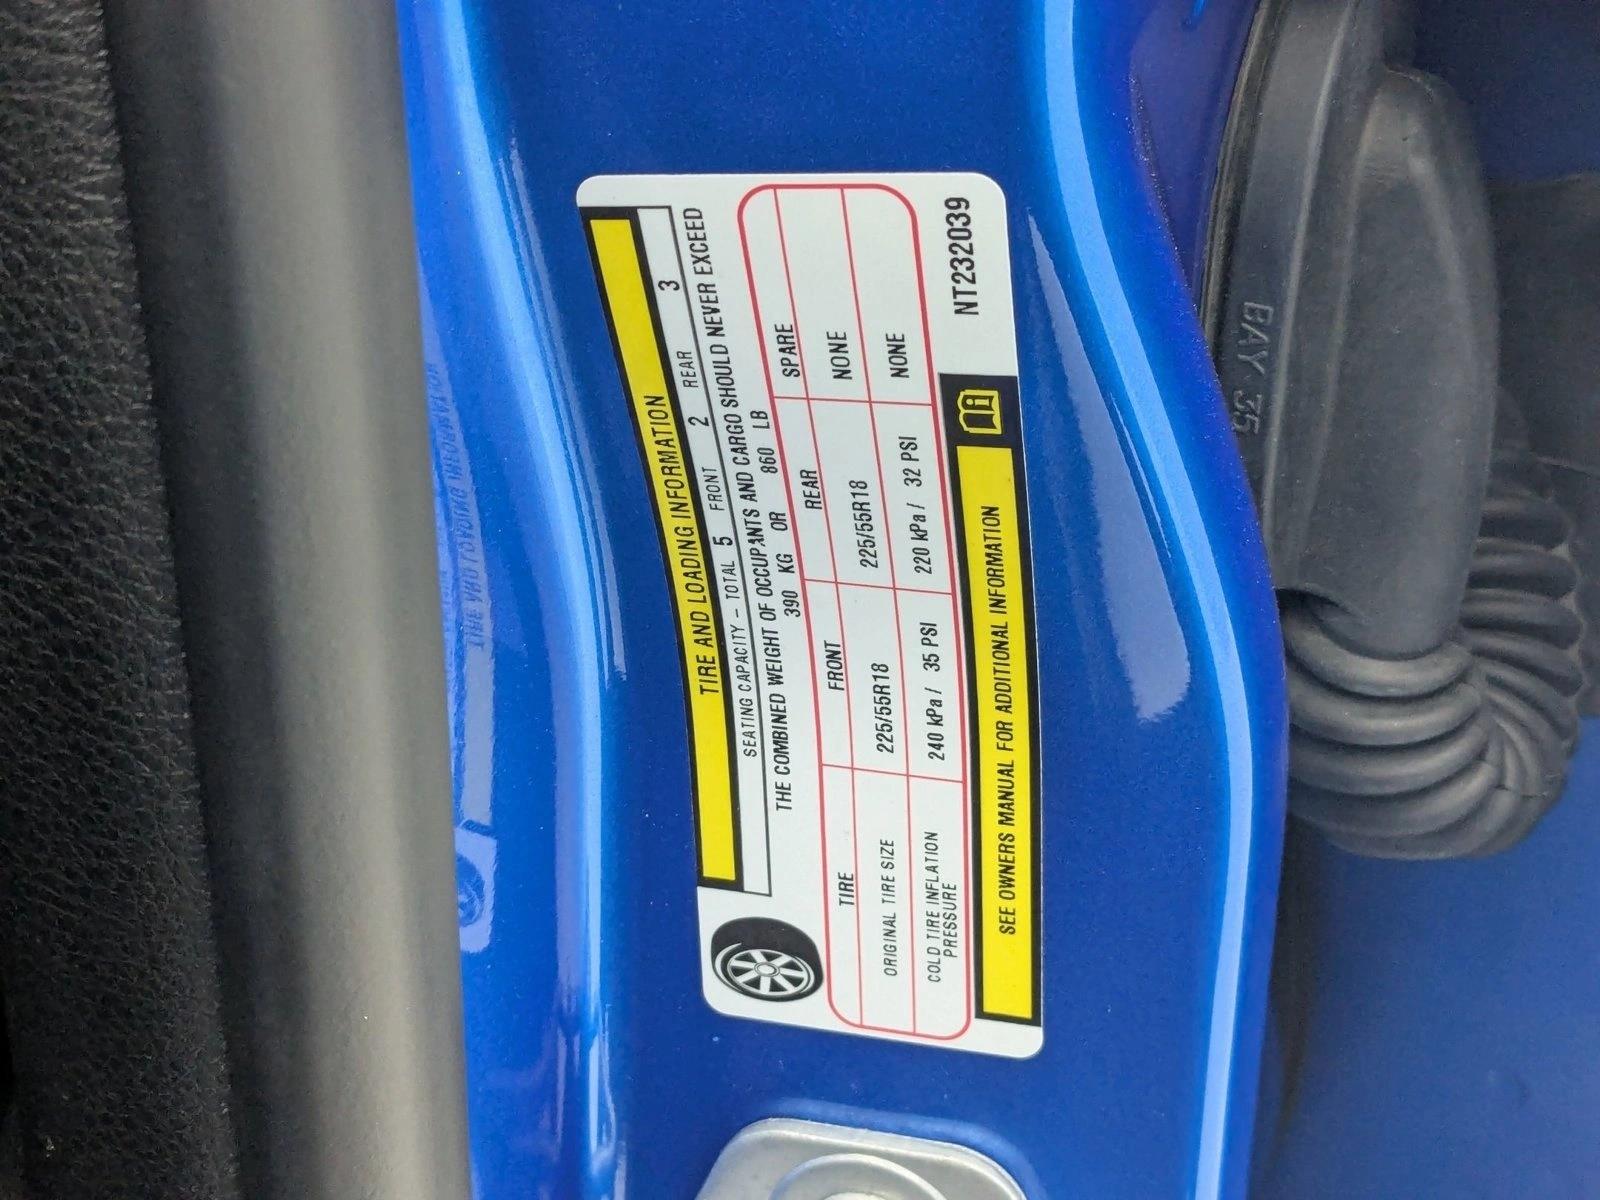 TIRE AND LOADING INFORMATION
SEATING CAPACITY – TOTAL 5 FRONT 2 REAR 3
THE COMBINED WEIGHT OF OCCUPANTS AND CARGO SHOULD NEVER EXCEED
390 KG OR 860 LB
TIRE FRONT REAR SPARE
ORIGINAL TIRE SIZE 225/55R18 225/55R18 NONE
COLD TIRE INFLATION PRESSURE 240 kPa / 35 PSI 220 kPa / 32 PSI NONE
SEE OWNERS MANUAL FOR ADDITIONAL INFORMATION
NT232039
BAY 35